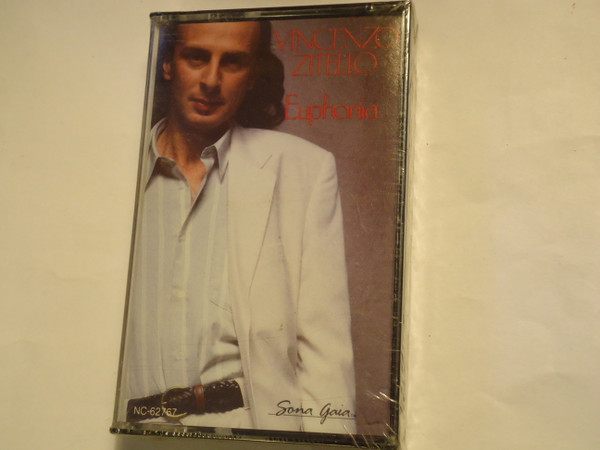 VINCENZO
ZITELLO
Euphonia
NC-62767
Sona Gaia